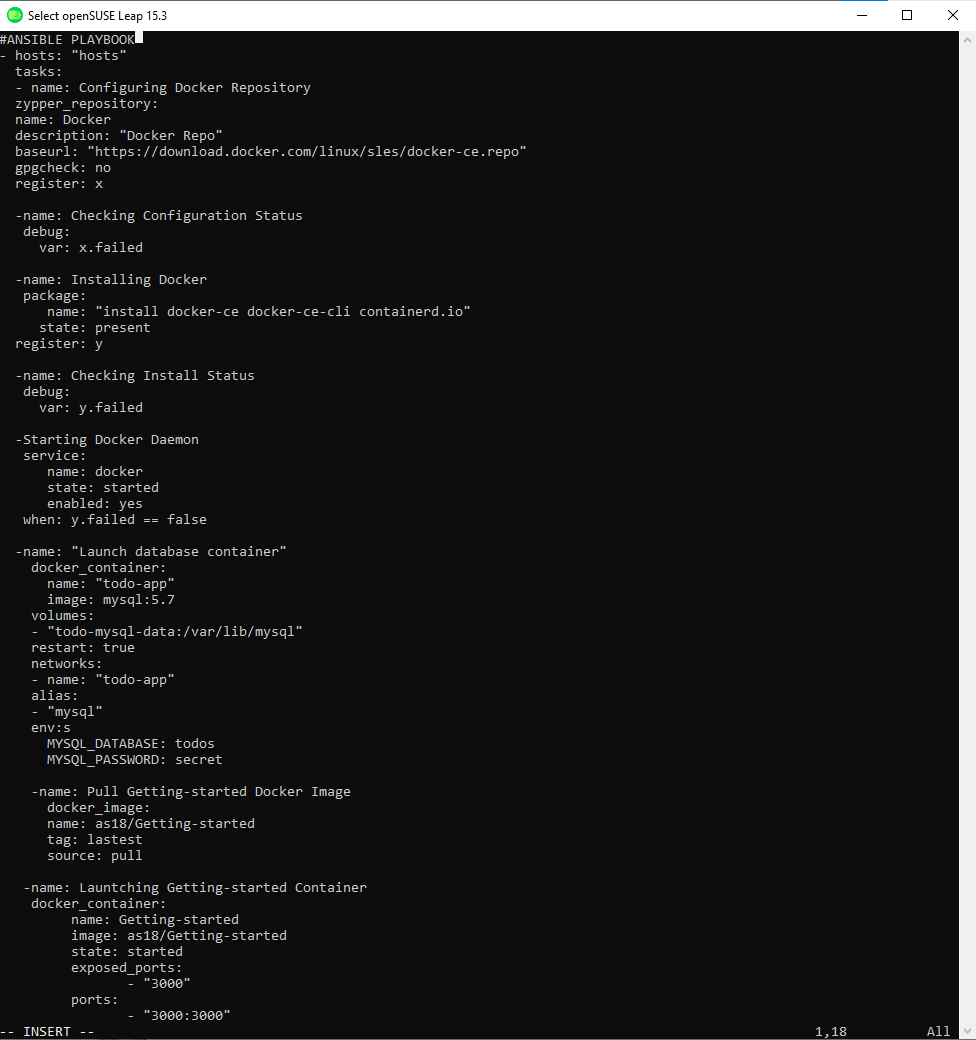 Select openSUSE Leap 15.3
#ANSIBLE PLAYBOOK
- hosts: "hosts"
  tasks:
  - name: Configuring Docker Repository
  zypper_repository:
  name: Docker
  description: "Docker Repo"
  baseurl: "https://download.docker.com/linux/sles/docker-ce.repo"
  gpgcheck: no
  register: x

  -name: Checking Configuration Status
   debug:
     var: x.failed

  -name: Installing Docker
   package:
      name: "install docker-ce docker-ce-cli containerd.io"
     state: present
  register: y

  -name: Checking Install Status
   debug:
     var: y.failed

  -Starting Docker Daemon
   service:
      name: docker
      state: started
      enabled: yes
   when: y.failed == false

  -name: "Launch database container"
    docker_container:
      name: "todo-app"
      image: mysql:5.7
    volumes:
    - "todo-mysql-data:/var/lib/mysql"
    restart: true
    networks:
    - name: "todo-app"
    alias:
    - "mysql"
    env:s
      MYSQL_DATABASE: todos
      MYSQL_PASSWORD: secret

    -name: Pull Getting-started Docker Image
      docker_image:
      name: as18/Getting-started
      tag: lastest
      source: pull

   -name: Launtching Getting-started Container
    docker_container:
         name: Getting-started
         image: as18/Getting-started
         state: started
         exposed_ports:
                - "3000"
         ports:
                - "3000:3000"
-- INSERT -- 1,18 All